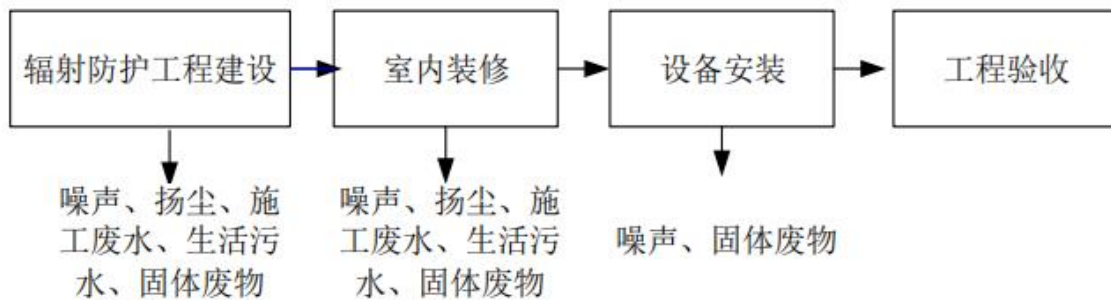 辐射防护工程建设
室内装修
设备安装
工程验收
噪声、扬尘、施
工废水、生活污
水、固体废物
噪声、扬尘、施
工废水、生活污
水、固体废物
噪声、固体废物